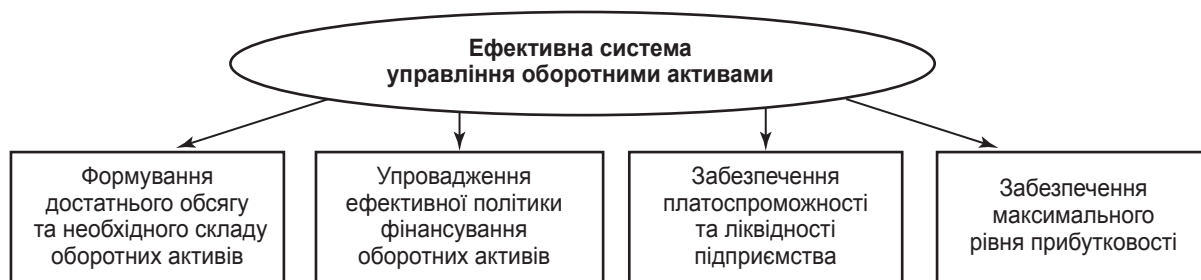 Ефективна система
управління оборотними активами
Формування
достатнього обсягу
та необхідного складу
оборотних активів
Упровадження
ефективної політики
фінансування
оборотних активів
Забезпечення
платоспроможності
та ліквідності
підприємства
Забезпечення
максимального
рівня прибутковості